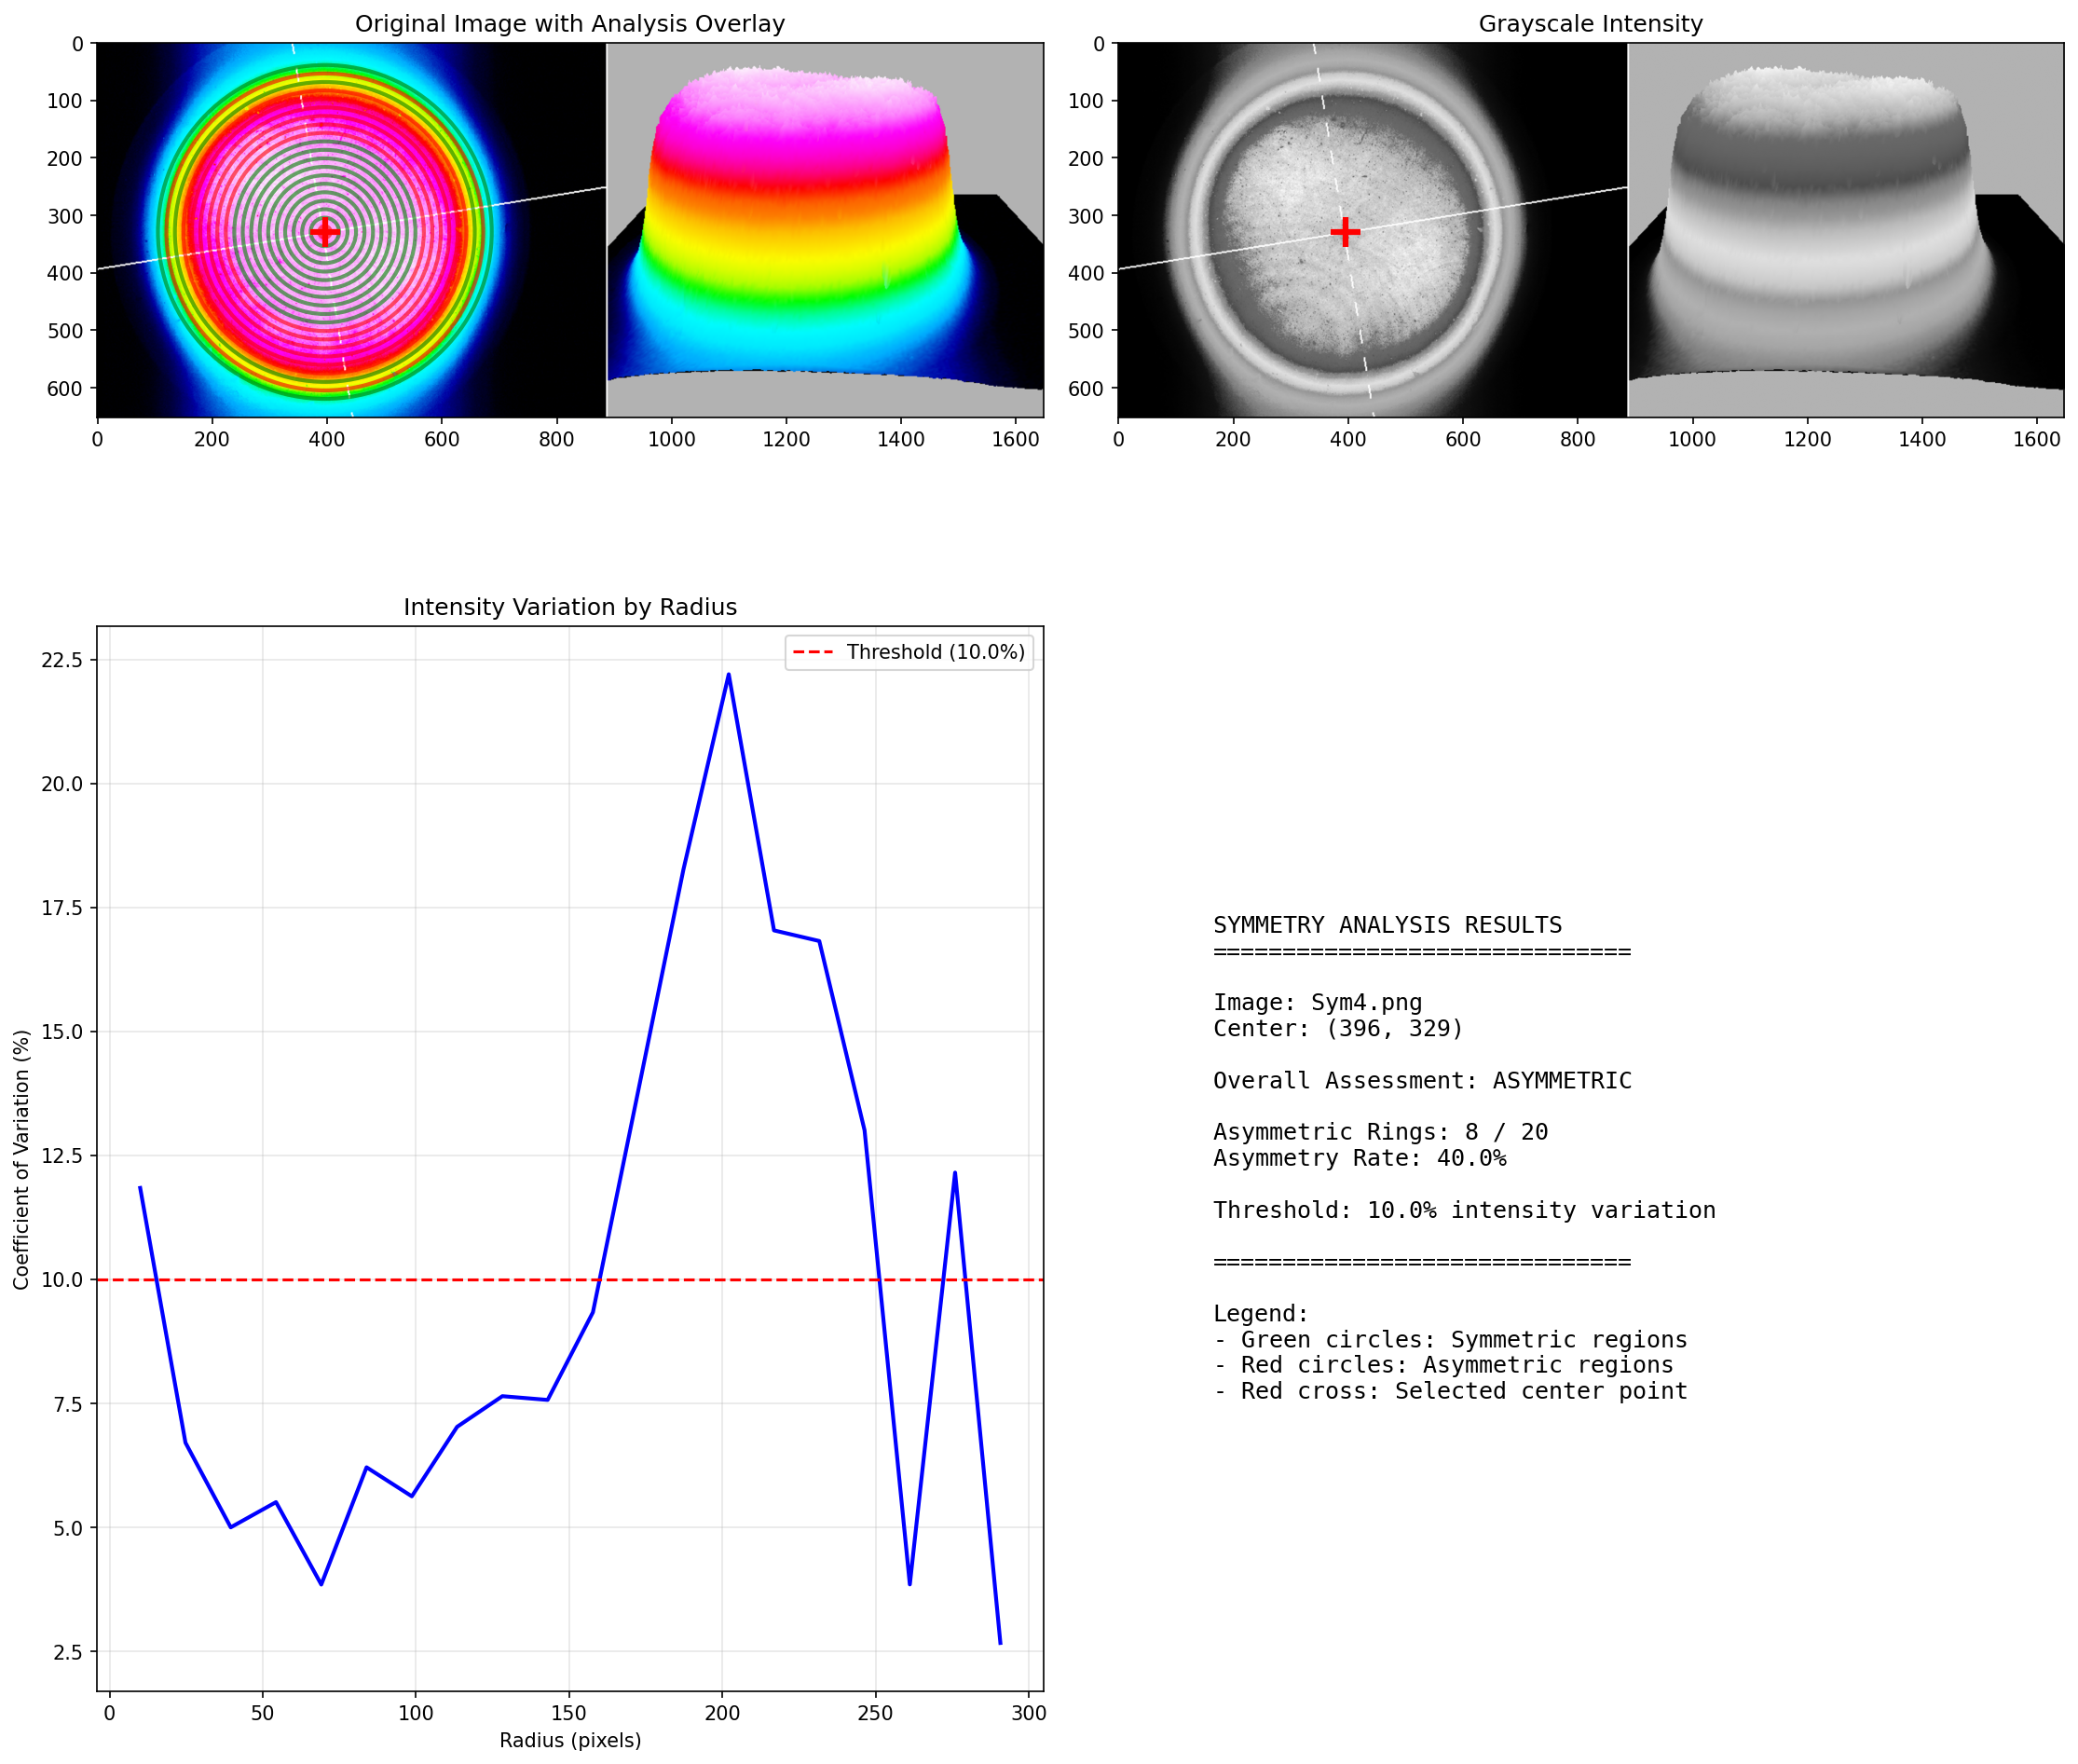 Original Image with Analysis Overlay
0
100
200
300
400
500
600
0 200 400 600 800 1000 1200 1400 1600
Grayscale Intensity
0
100
200
300
400
500
600
0 200 400 600 800 1000 1200 1400 1600
Intensity Variation by Radius
Threshold (10.0%)
Coefficient of Variation (%)
22.5
20.0
17.5
15.0
12.5
10.0
7.5
5.0
2.5
0 50 100 150 200 250 300
Radius (pixels)
SYMMETRY ANALYSIS RESULTS
==============================
Image: Sym4.png
Center: (396, 329)
Overall Assessment: ASYMMETRIC
Asymmetric Rings: 8 / 20
Asymmetry Rate: 40.0%
Threshold: 10.0% intensity variation
==============================
Legend:
- Green circles: Symmetric regions
- Red circles: Asymmetric regions
- Red cross: Selected center point